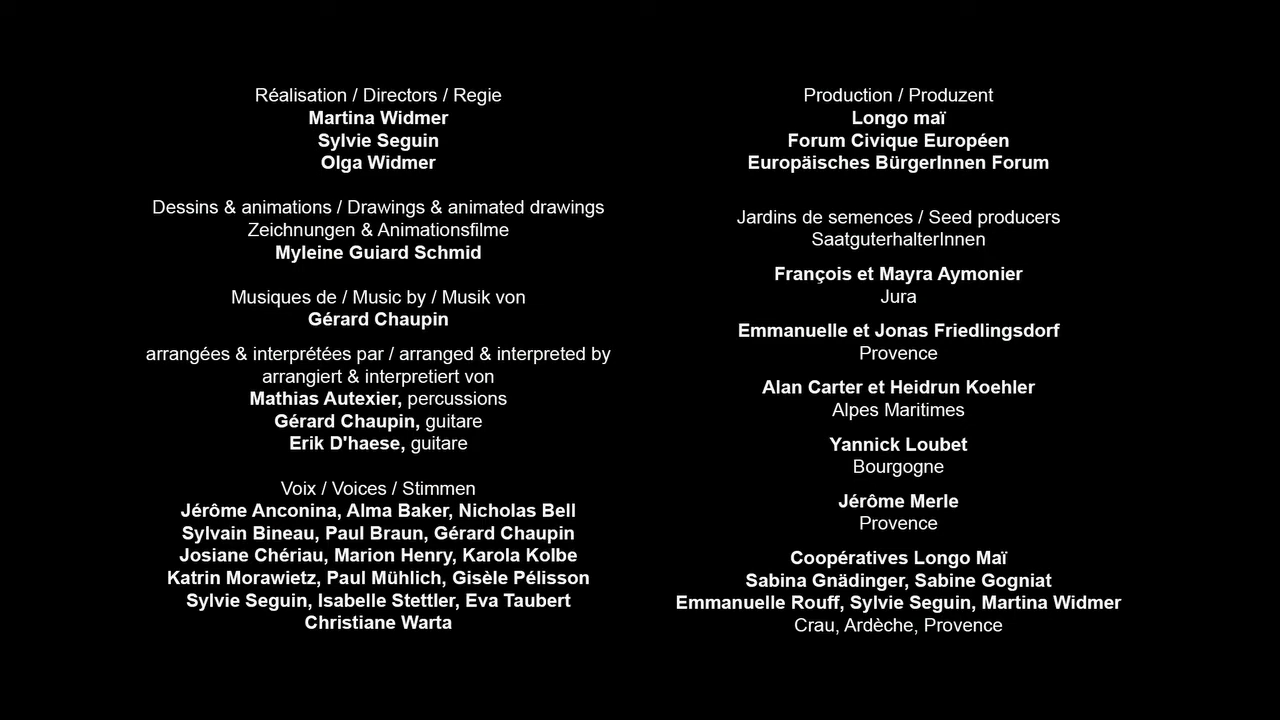 Réalisation / Directors / Regie
Martina Widmer
Sylvie Seguin
Olga Widmer
Dessins & animations / Drawings & animated drawings
Zeichnungen & Animationsfilme
Myleine Guiard Schmid
Musiques de / Music by / Musik von
Gérard Chaupin
arrangées & interprétées par / arranged & interpreted by
arrangiert & interpretiert von
Mathias Autexier, percussions
Gérard Chaupin, guitare
Erik D'haese, guitare
Voix / Voices / Stimmen
Jérôme Anconina, Alma Baker, Nicholas Bell
Sylvain Bineau, Paul Braun, Gérard Chaupin
Josiane Chériau, Marion Henry, Karola Kolbe
Katrin Morawietz, Paul Mühlich, Gisèle Pélisson
Sylvie Seguin, Isabelle Stettler, Eva Taubert
Christiane Warta
Production / Produzent
Longo maï
Forum Civique Européen
Europäisches BürgerInnen Forum
Jardins de semences / Seed producers
SaatguterhalterInnen
François et Mayra Aymonier
Jura
Emmanuelle et Jonas Friedlingsdorf
Provence
Alan Carter et Heidrun Koehler
Alpes Maritimes
Yannick Loubet
Bourgogne
Jérôme Merle
Provence
Coopératives Longo Maï
Sabina Gnädinger, Sabine Gogniat
Emmanuelle Rouff, Sylvie Seguin, Martina Widmer
Crau, Ardèche, Provence